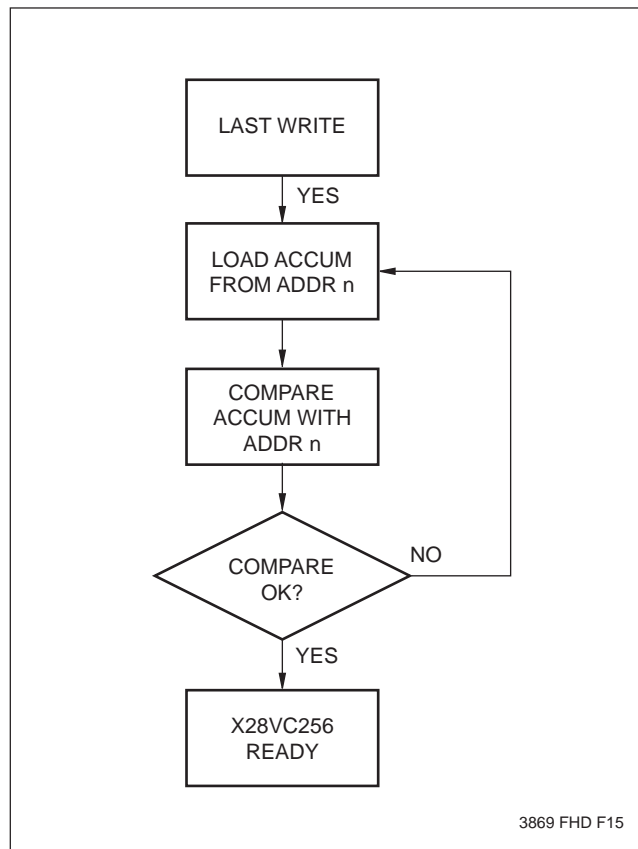 LAST WRITE
YES
LOAD ACCUM
FROM ADDR n
COMPARE
ACCUM WITH
ADDR n
COMPARE
OK?
NO
YES
X28VC256
READY
3869 FHD F15